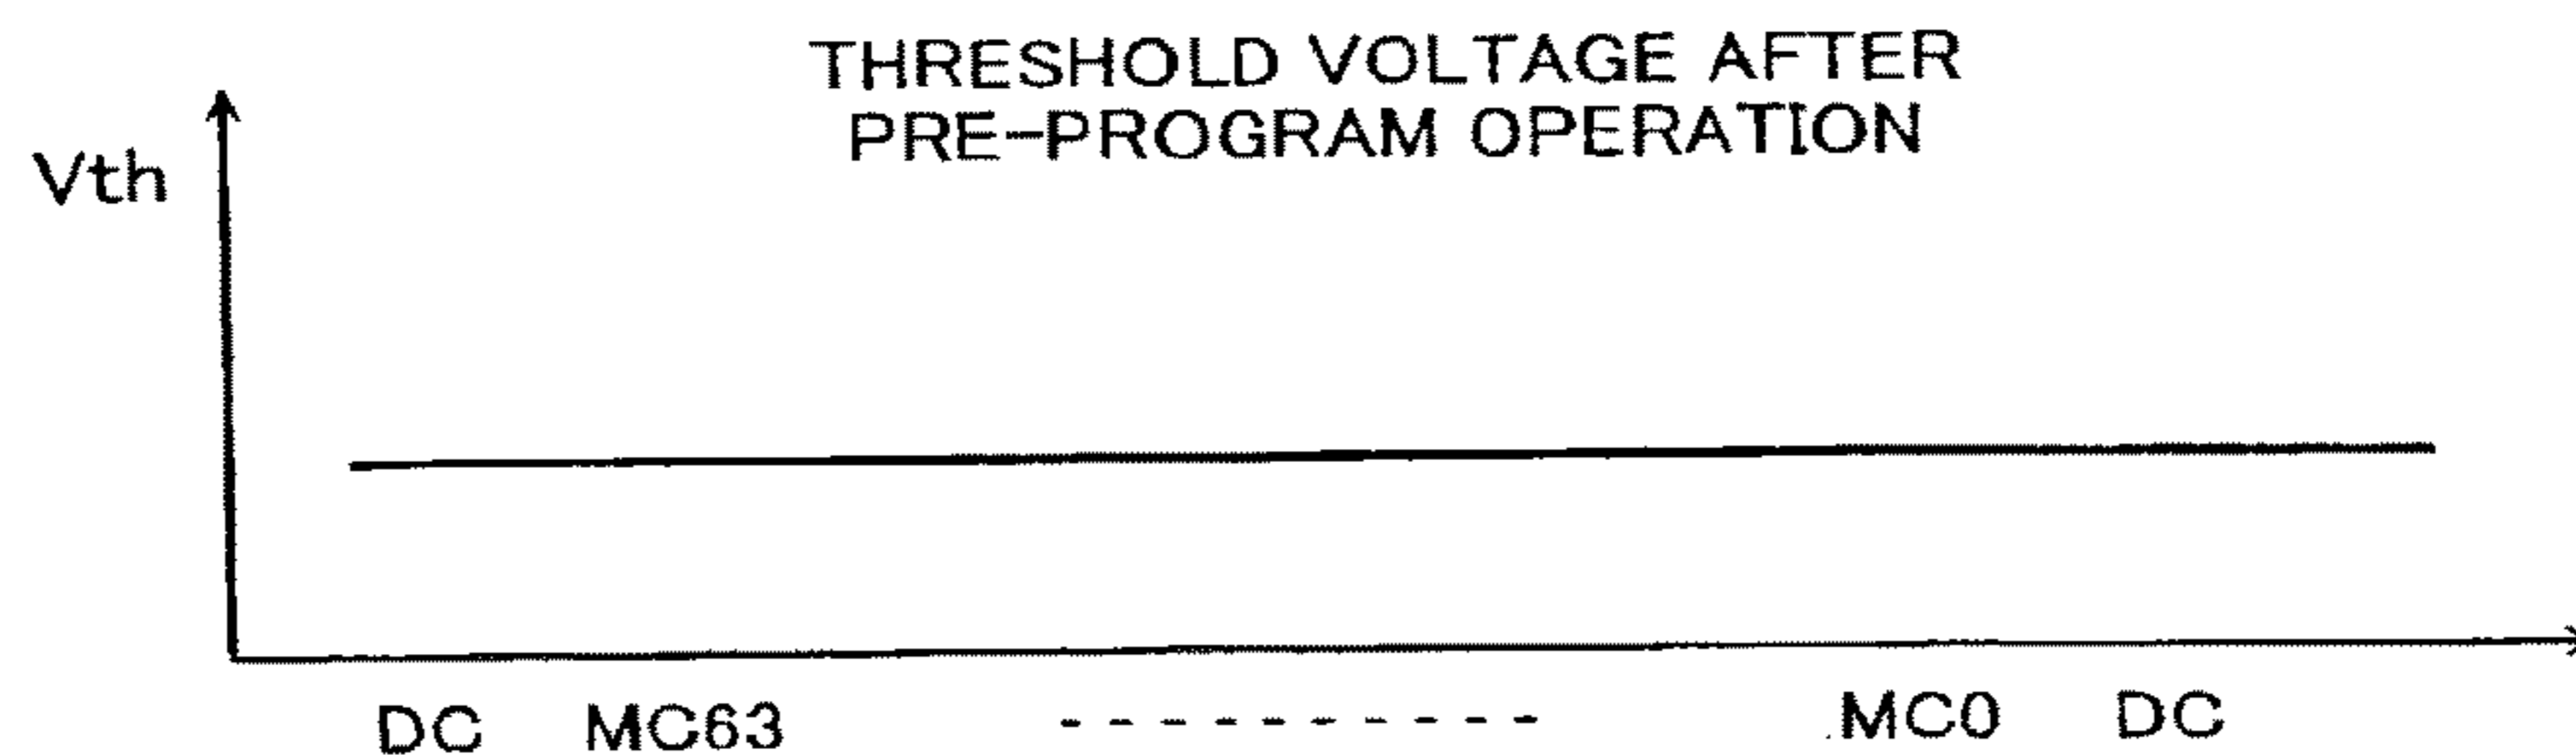 THRESHOLD VOLTAGE AFTER
PRE-PROGRAM OPERATION
Vth
DC MC63 - - - - - - - - - - MC0 DC